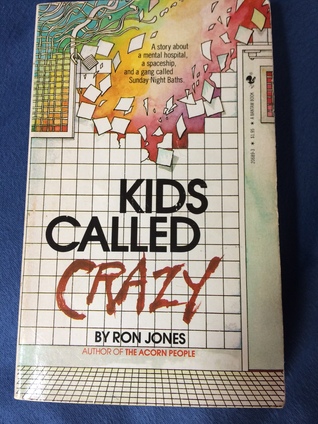 A story about
a mental hospital,
a spaceship,
and a gang called
Sunday Night Baths.
KIDS
CALLED
CRAZY
BY RON JONES
AUTHOR OF THE ACORN PEOPLE